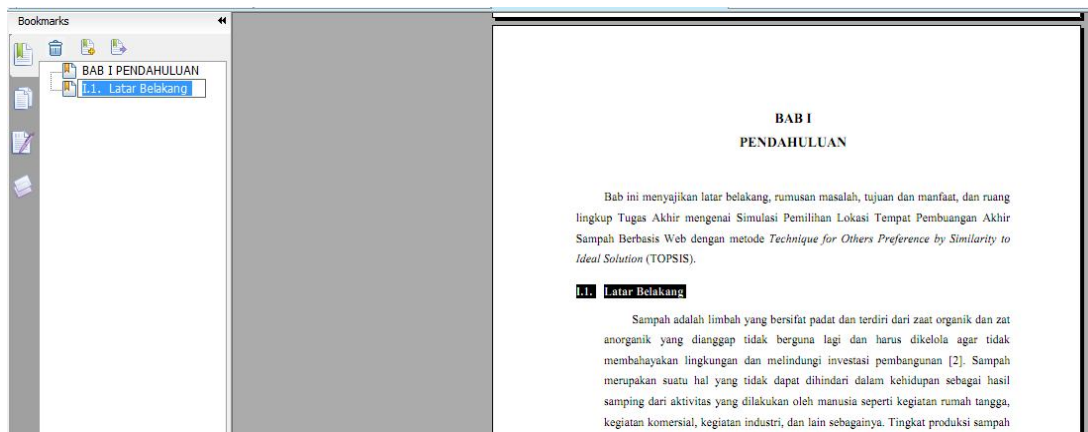 Bookmarks
BAB I PENDAHULUAN
I.1. Latar Belakang
BAB I
PENDAHULUAN
Bab ini menyajikan latar belakang, rumusan masalah, tujuan dan manfaat, dan ruang
lingkup Tugas Akhir mengenai Simulasi Pemilihan Lokasi Tempat Pembuangan Akhir
Sampah Berbasis Web dengan metode Technique for Others Preference by Similarity to
Ideal Solution (TOPSIS).
I.1. Latar Belakang
Sampah adalah limbah yang bersifat padat dan terdiri dari zaat organik dan zat
anorganik yang dianggap tidak berguna lagi dan harus dikelola agar tidak
membahayakan lingkungan dan melindungi investasi pembangunan [2]. Sampah
merupakan suatu hal yang tidak dapat dihindari dalam kehidupan sebagai hasil
samping dari aktivitas yang dilakukan oleh manusia seperti kegiatan rumah tangga,
kegiatan komersial, kegiatan industri, dan lain sebagainya. Tingkat produksi sampah